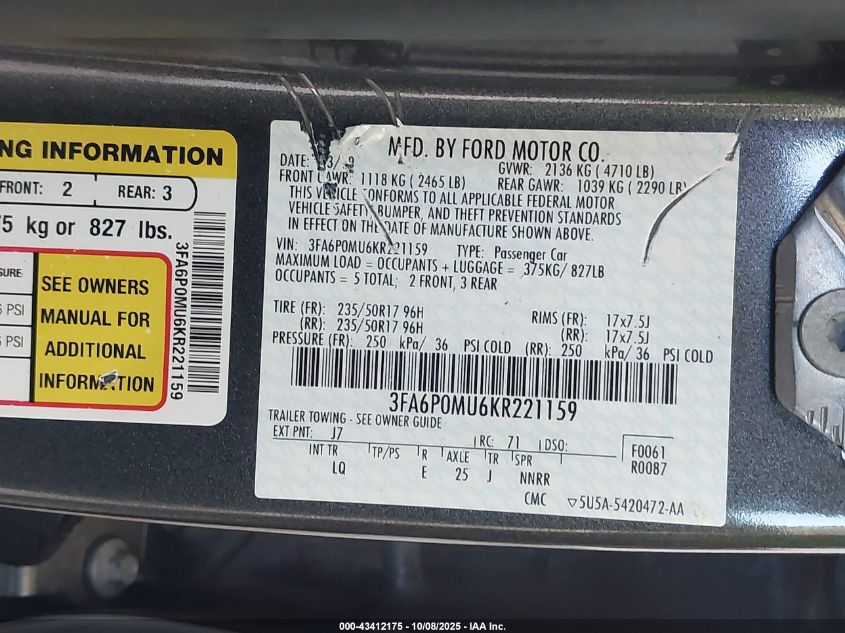 NG INFORMATION
FRONT: 2 REAR: 3
75 kg or 827 lbs.
SURE
PSI
PSI
SEE OWNERS
MANUAL FOR
ADDITIONAL
INFORMATION
3FA6P0MU6KR221159
MFD. BY FORD MOTOR CO.
DATE: GVWR: 2136 KG ( 4710 LB)
FRONT GAWR: 1118 KG ( 2465 LB) REAR GAWR: 1039 KG ( 2290 LB)
THIS VEHICLE CONFORMS TO ALL APPLICABLE FEDERAL MOTOR
VEHICLE SAFETY, BUMPER, AND THEFT PREVENTION STANDARDS
IN EFFECT ON THE DATE OF MANUFACTURE SHOWN ABOVE.
VIN: 3FA6P0MU6KR221159 TYPE: Passenger Car
MAXIMUM LOAD = OCCUPANTS + LUGGAGE = 375KG/ 827LB
OCCUPANTS = 5 TOTAL; 2 FRONT, 3 REAR
TIRE (FR): 235/50R17 96H RIMS (FR): 17x7.5J
(RR): 235/50R17 96H (RR): 17x7.5J
PRESSURE (FR): 250 kPa/ 36 PSI COLD (RR): 250 kPa/ 36 PSI COLD
3FA6P0MU6KR221159
TRAILER TOWING - SEE OWNER GUIDE
EXT PNT: J7 RC: 71 DSO: F0061
INT TR TP/PS R AXLE TR SPR R0087
LQ E 25 J NNRR
CMC ▽5U5A-5420472-AA
000-43412175 | 10/08/2025 - IAA Inc.